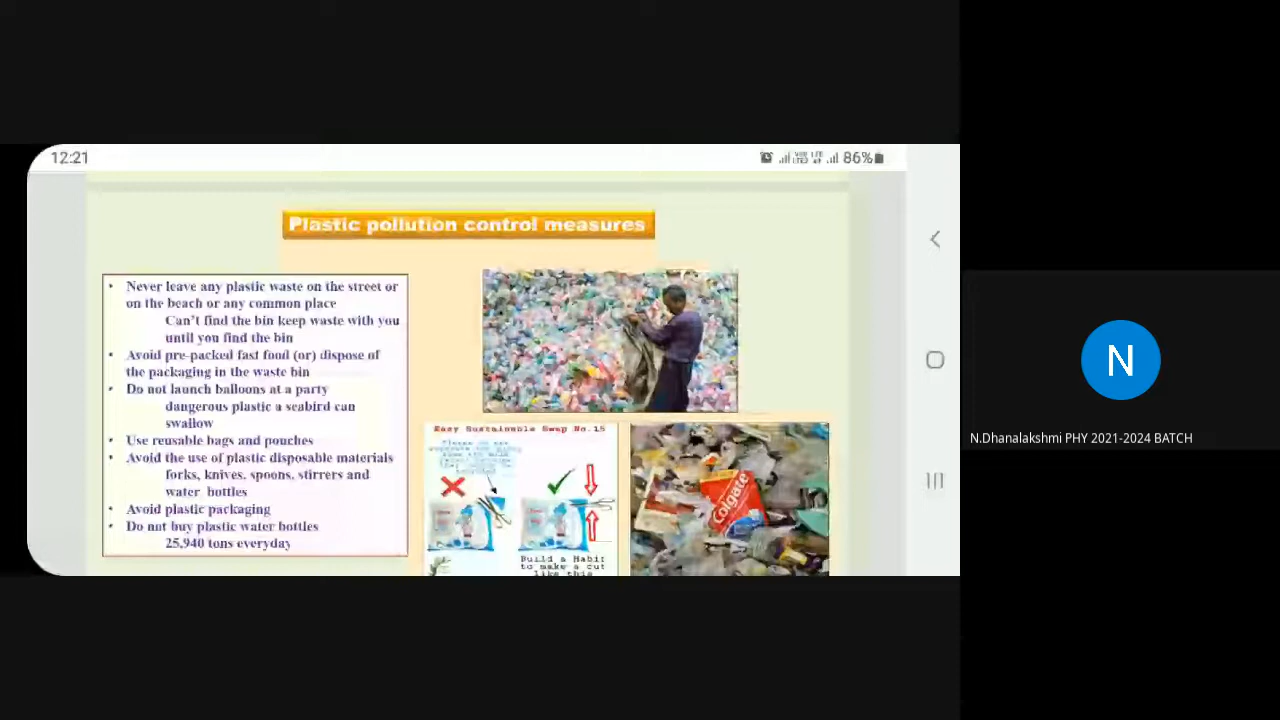 12:21
86%
Plastic pollution control measures
• Never leave any plastic waste on the street or
on the beach or any common place
Can't find the bin keep waste with you
until you find the bin
• Avoid pre-packed fast food (or) dispose of
the packaging in the waste bin
• Do not launch balloons at a party
dangerous plastic a seabird can
swallow
• Use reusable bags and pouches
• Avoid the use of plastic disposable materials
forks, knives, spoons, stirrers and
water bottles
• Avoid plastic packaging
• Do not buy plastic water bottles
25,940 tons everyday
Easy Sustainable Swap No.15
Build a Habit
to make a cut
like this
Colgate
N
N.Dhanalakshmi PHY 2021-2024 BATCH